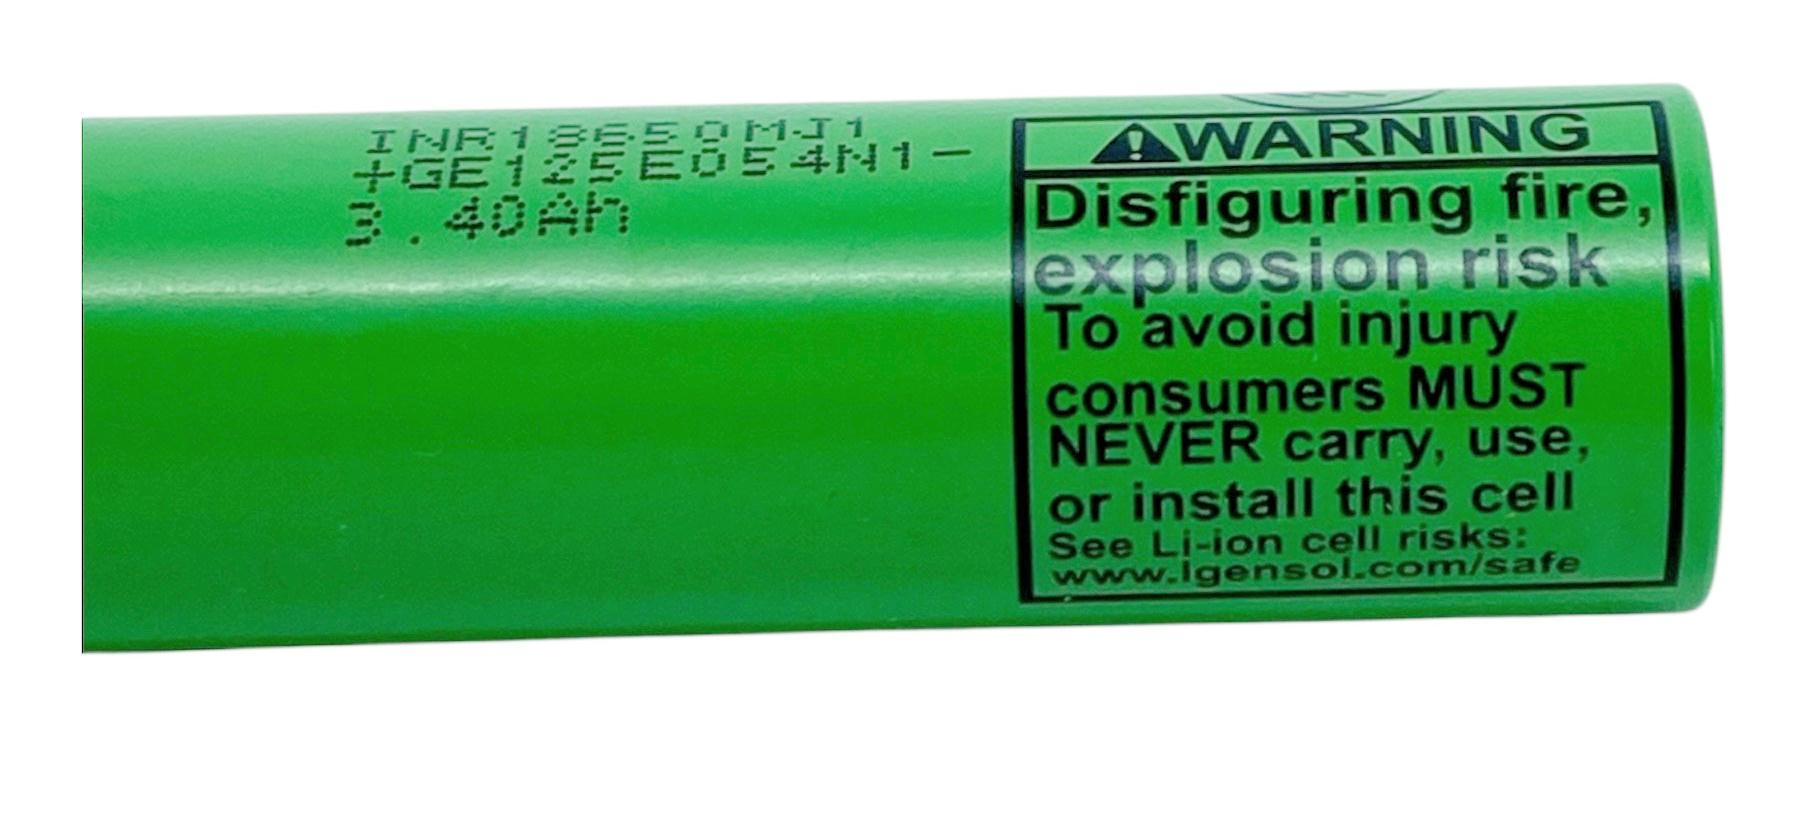 INR18650MJ1
3.40Ah
WARNING
Disfiguring fire,
explosion risk
To avoid injury
consumers MUST
NEVER carry, use,
or install this cell
See Li-ion cell risks:
www.lgensol.com/safe